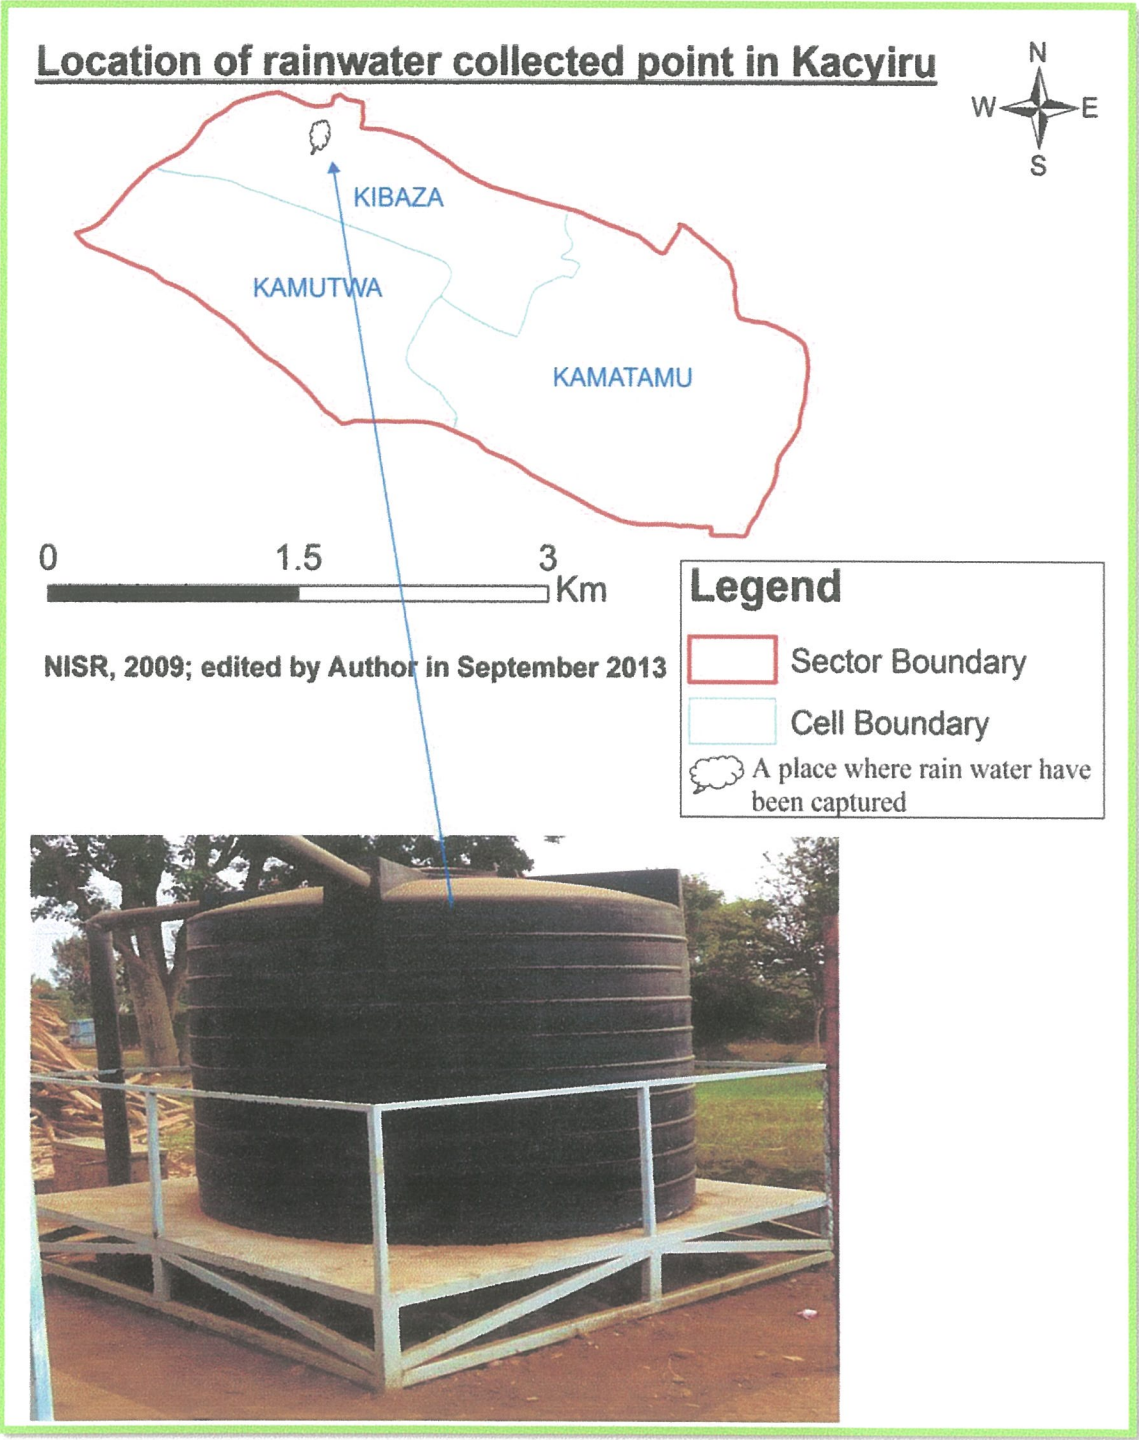 Location of rainwater collected point in Kacyiru
N
W E
S
KIBAZA
KAMUTWA
KAMATAMU
0 1.5 3
Km
NISR, 2009; edited by Author in September 2013
Legend
Sector Boundary
Cell Boundary
A place where rain water have
been captured